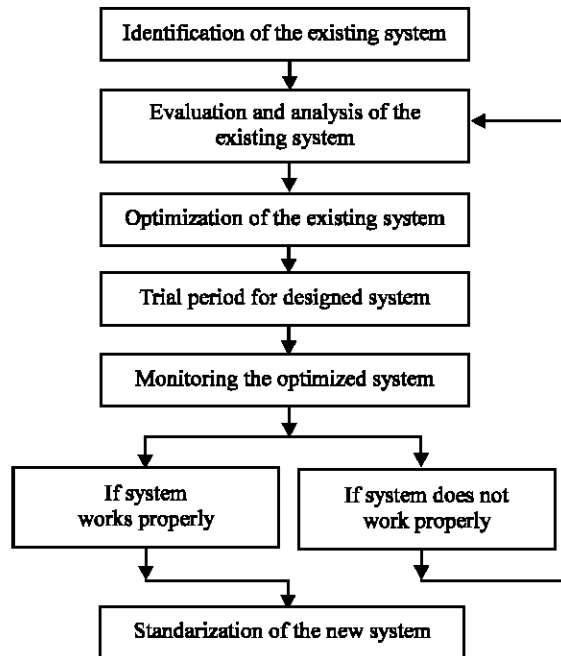 Identification of the existing system
Evaluation and analysis of the
existing system
Optimization of the existing system
Trial period for designed system
Monitoring the optimized system
If system
works properly
If system does not
work properly
Standarization of the new system